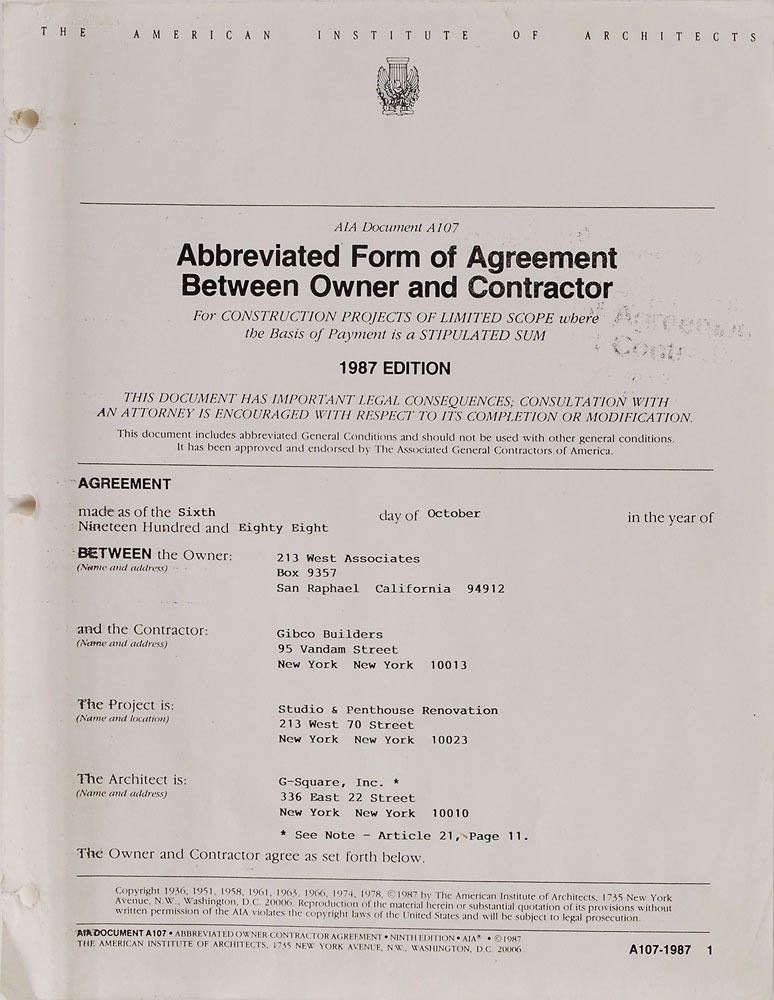 THE AMERICAN INSTITUTE OF ARCHITECTS
AIA Document A107
Abbreviated Form of Agreement
Between Owner and Contractor
For CONSTRUCTION PROJECTS OF LIMITED SCOPE where
the Basis of Payment is a STIPULATED SUM
1987 EDITION
THIS DOCUMENT HAS IMPORTANT LEGAL CONSEQUENCES; CONSULTATION WITH
AN ATTORNEY IS ENCOURAGED WITH RESPECT TO ITS COMPLETION OR MODIFICATION.
This document includes abbreviated General Conditions and should not be used with other general conditions.
It has been approved and endorsed by The Associated General Contractors of America.
AGREEMENT
made as of the Sixth day of October in the year of
Nineteen Hundred and Eighty Eight
BETWEEN the Owner: 213 West Associates
(Name and address) Box 9357
San Raphael California 94912
and the Contractor: Gibco Builders
(Name and address) 95 Vandam Street
New York New York 10013
The Project is: Studio & Penthouse Renovation
(Name and location) 213 West 70 Street
New York New York 10023
The Architect is: G-Square, Inc. *
(Name and address) 336 East 22 Street
New York New York 10010
* See Note - Article 21, Page 11.
The Owner and Contractor agree as set forth below.
Copyright 1936, 1951, 1958, 1961, 1963, 1966, 1974, 1978, ©1987 by The American Institute of Architects, 1735 New York
Avenue, N.W., Washington, D.C. 20006. Reproduction of the material herein or substantial quotation of its provisions without
written permission of the AIA violates the copyright laws of the United States and will be subject to legal prosecution.
AIA DOCUMENT A107 • ABBREVIATED OWNER-CONTRACTOR AGREEMENT • NINTH EDITION • AIA® • ©1987
THE AMERICAN INSTITUTE OF ARCHITECTS, 1735 NEW YORK AVENUE, N.W., WASHINGTON, D.C. 20006 A107-1987 1